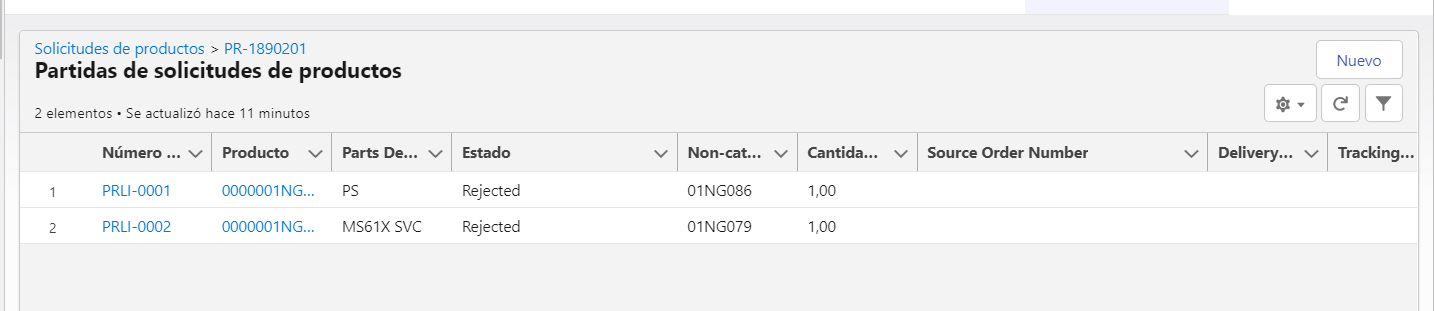 Solicitudes de productos > PR-1890201
Partidas de solicitudes de productos
Nuevo
2 elementos • Se actualizó hace 11 minutos
Número ... Producto Parts De... Estado Non-cat... Cantida... Source Order Number Delivery... Tracking...
1 PRLI-0001 0000001NG... PS Rejected 01NG086 1,00
2 PRLI-0002 0000001NG... MS61X SVC Rejected 01NG079 1,00